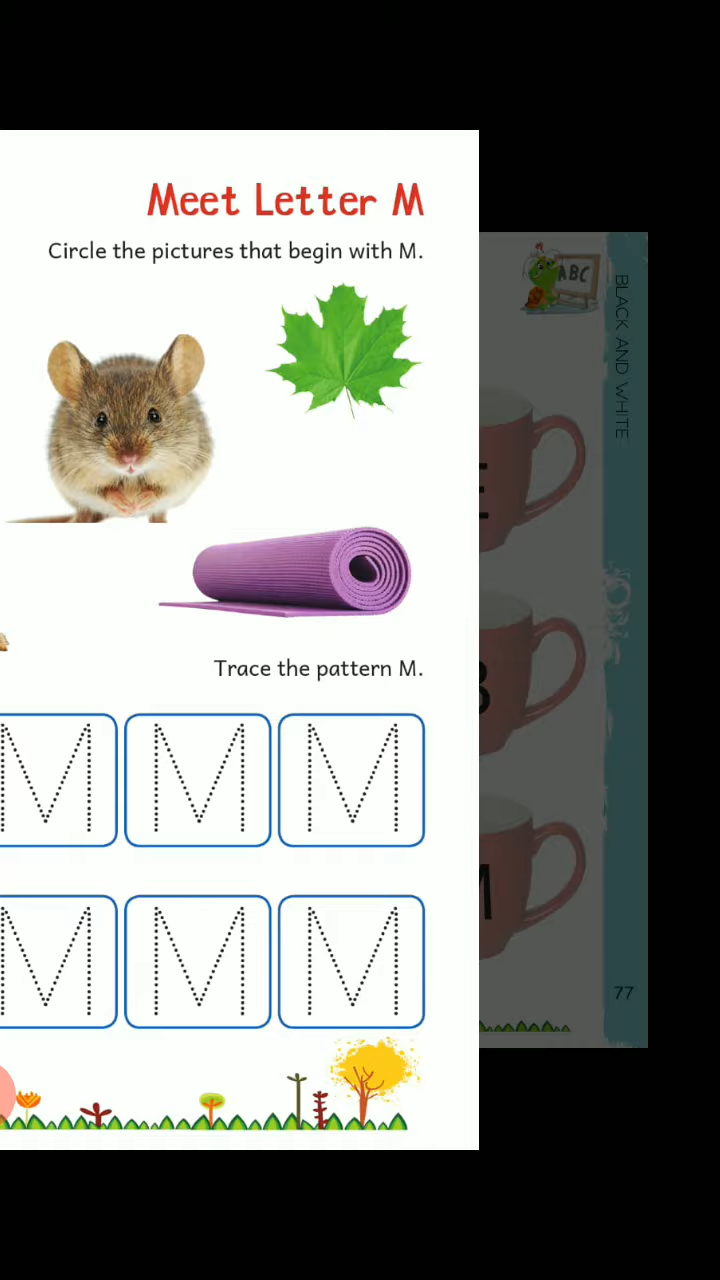 Meet Letter M
Circle the pictures that begin with M.
Trace the pattern M.
M M M
M M M
ABC
BLACK AND WHITE
E
B
M
77